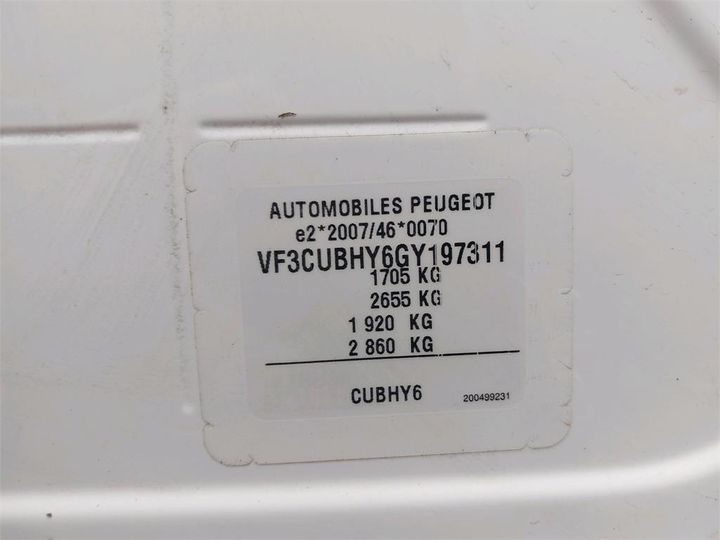 AUTOMOBILES PEUGEOT
e2*2007/46*0070
VF3CUBHY6GY197311
1705 KG
2655 KG
1 920 KG
2 860 KG
CUBHY6
200499231